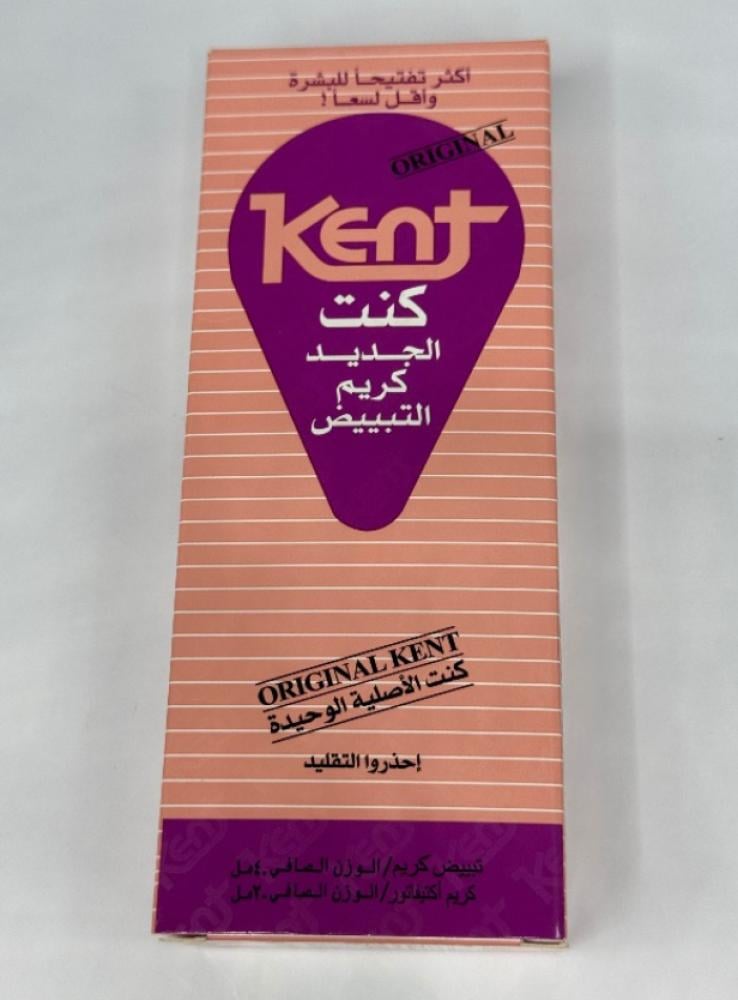 أكثر تفتيحاً للبشرة
وأقل لسعاً !
ORIGINAL
Kent
كنت
الجديد
كريم
التبييض
ORIGINAL KENT
كنت الأصلية الوحيدة
إحذروا التقليد
تبييض كريم/الوزن الصافي ٤٠مل
كريم أكتيفاتور/الوزن الصافي ٢٠مل